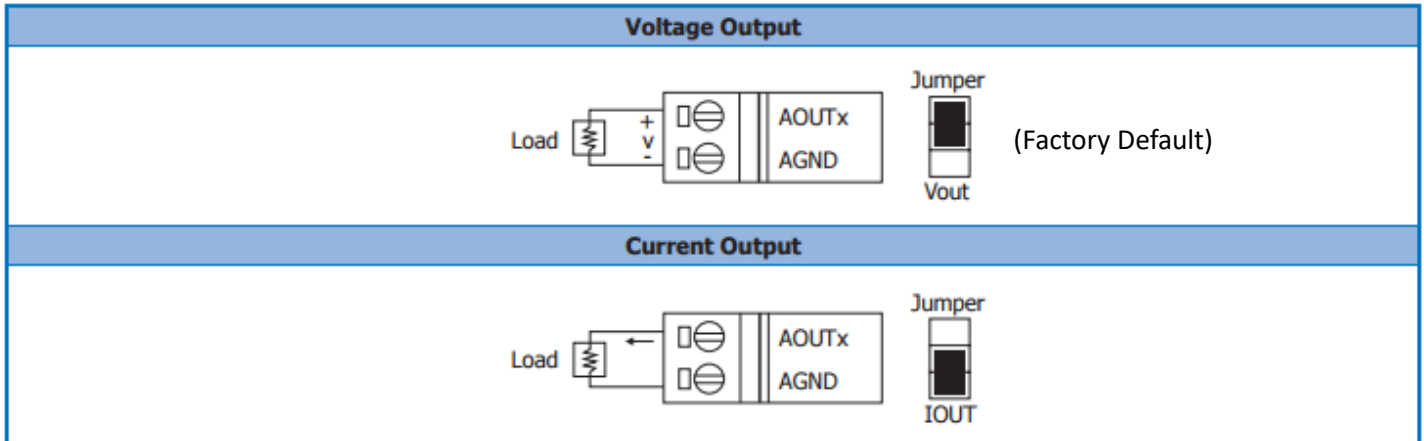 Voltage Output
Jumper
Load + V - AOUTx
AGND
(Factory Default)
Vout
Current Output
Jumper
Load AOUTx
AGND
IOUT